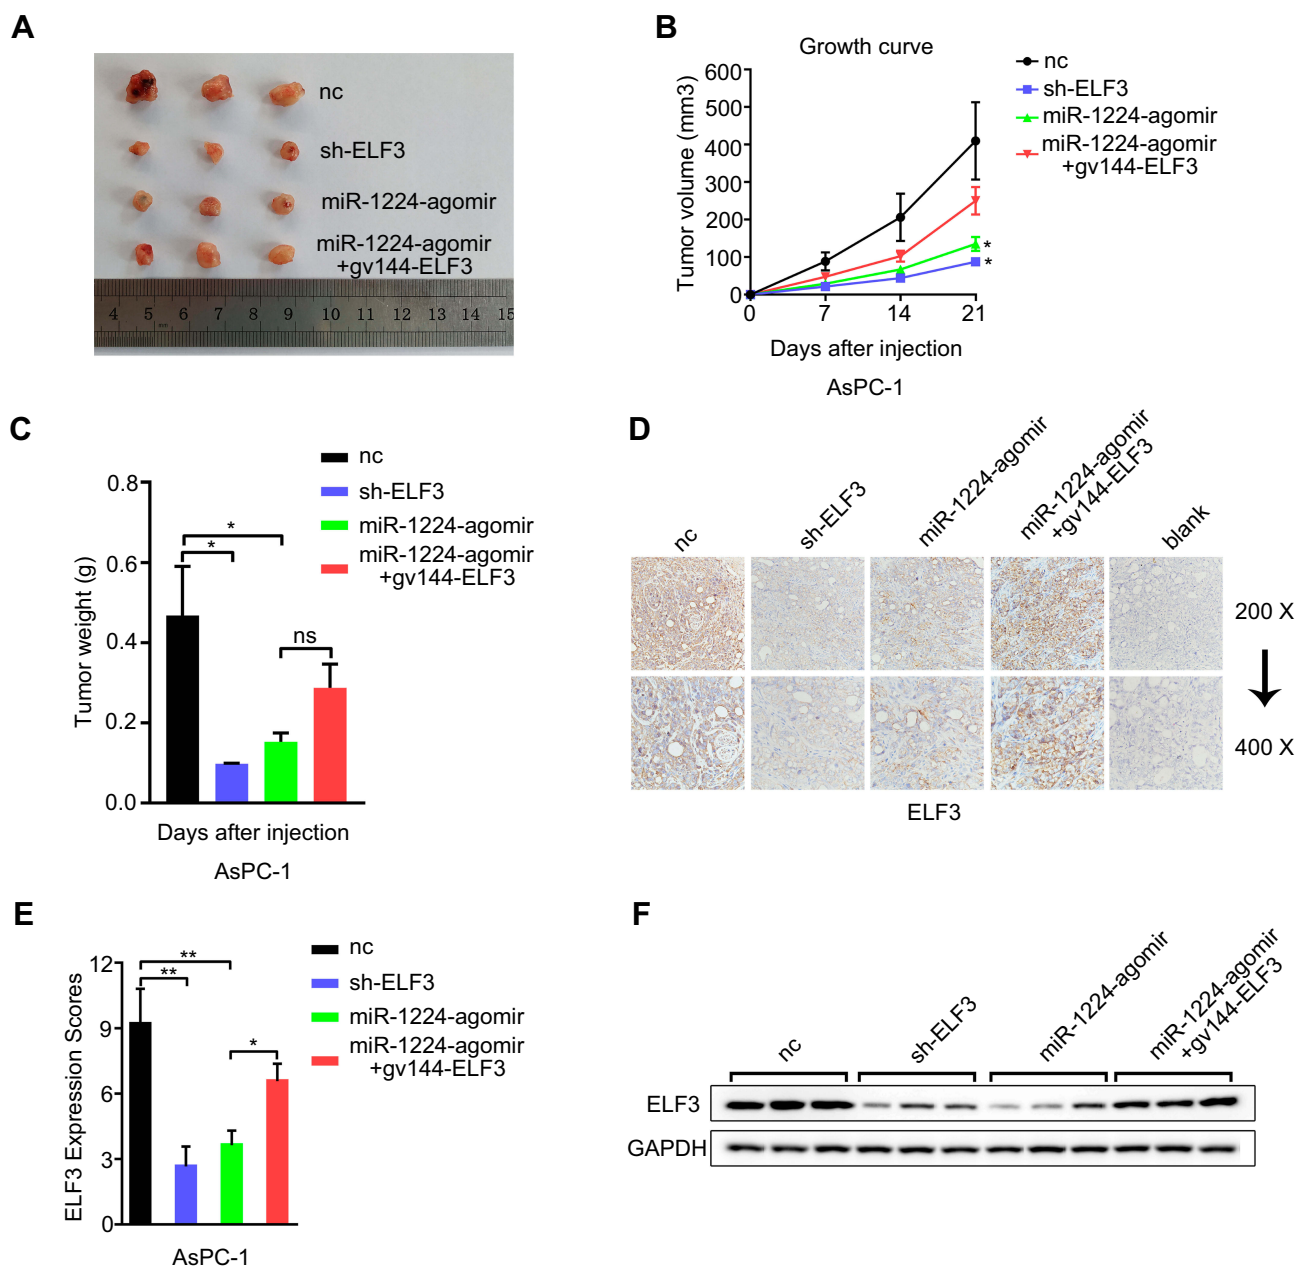 A
nc
sh-ELF3
miR-1224-agomir
miR-1224-agomir
+gv144-ELF3
4 5 6 7 8 9 10 11 12 13 14 15
B
Growth curve
600
500
400
300
200
100
0
Tumor volume (mm3)
0 7 14 21
*
*
Days after injection
AsPC-1
nc
sh-ELF3
miR-1224-agomir
miR-1224-agomir
+gv144-ELF3
C
nc
sh-ELF3
miR-1224-agomir
miR-1224-agomir
+gv144-ELF3
0.8
0.6
0.4
0.2
0.0
Tumor weight (g)
*
*
ns
Days after injection
AsPC-1
D
nc
sh-ELF3
miR-1224-agomir
miR-1224-agomir
+gv144-ELF3
blank
200 X
400 X
ELF3
E
nc
sh-ELF3
miR-1224-agomir
miR-1224-agomir
+gv144-ELF3
12
9
6
3
0
ELF3 Expression Scores
**
**
*
AsPC-1
F
nc
sh-ELF3
miR-1224-agomir
miR-1224-agomir
+gv144-ELF3
ELF3
GAPDH